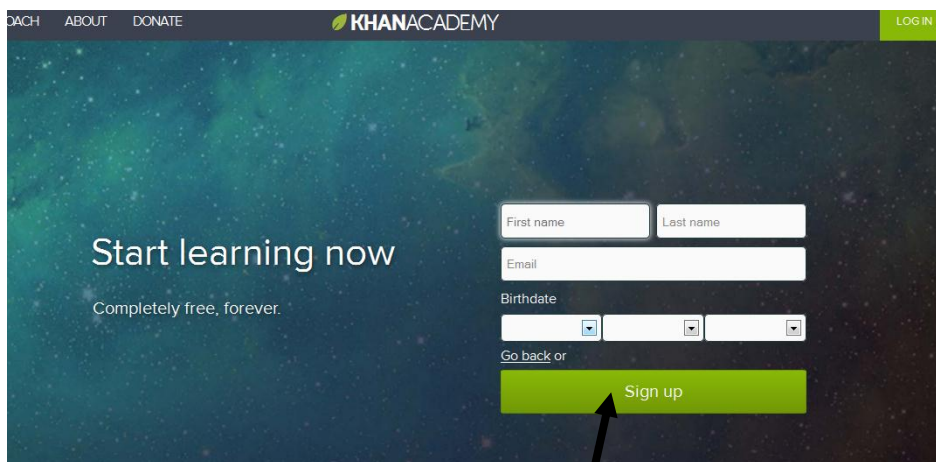 OACH ABOUT DONATE KHANACADEMY LOG IN
First name Last name
Start learning now
Email
Completely free, forever.
Birthdate
Go back or
Sign up